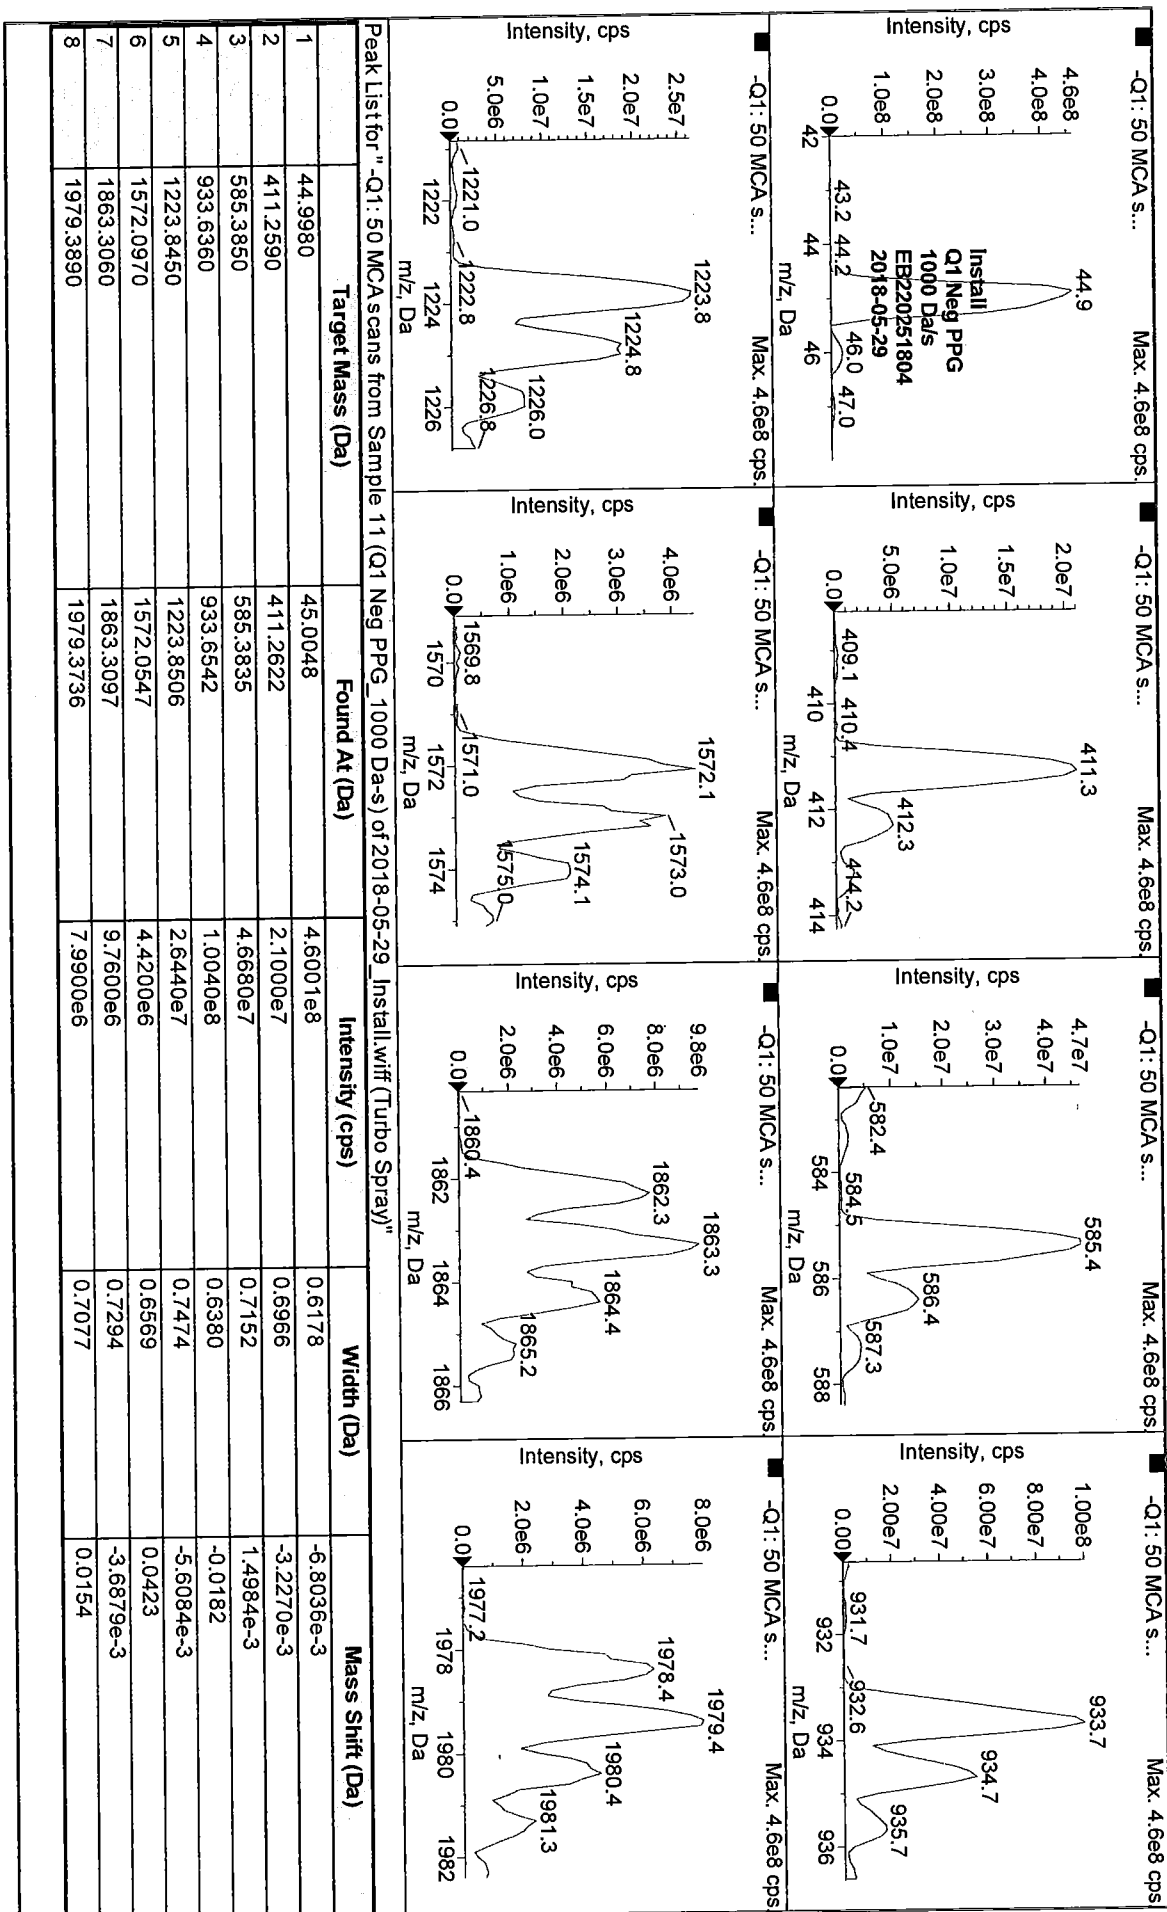 -Q1: 50 MCA s... Max. 4.6e8 cps.
Intensity, cps
4.6e8
4.0e8
3.0e8
2.0e8
1.0e8
0.0
44.9
43.2
44.2
46.0
47.0
Install
Q1 Neg PPG
1000 Da/s
EB220251804
2018-05-29
42 44 46
m/z, Da
-Q1: 50 MCA s... Max. 4.6e8 cps.
Intensity, cps
2.0e7
1.5e7
1.0e7
5.0e6
0.0
411.3
409.1
410.4
412.3
414.2
410 412 414
m/z, Da
-Q1: 50 MCA s... Max. 4.6e8 cps.
Intensity, cps
4.7e7
4.0e7
3.0e7
2.0e7
1.0e7
0.0
585.4
582.4
584.5
586.4
587.3
584 586 588
m/z, Da
-Q1: 50 MCA s... Max. 4.6e8 cps.
Intensity, cps
1.00e8
8.00e7
6.00e7
4.00e7
2.00e7
0.00
933.7
931.7
932.6
934.7
935.7
932 934 936
m/z, Da
-Q1: 50 MCA s... Max. 4.6e8 cps.
Intensity, cps
2.5e7
2.0e7
1.5e7
1.0e7
5.0e6
0.0
1223.8
1224.8
1221.0
1222.8
1226.0
1226.8
1222 1224 1226
m/z, Da
-Q1: 50 MCA s... Max. 4.6e8 cps.
Intensity, cps
4.0e6
3.0e6
2.0e6
1.0e6
0.0
1572.1
1573.0
1569.8
1571.0
1574.1
1575.0
1570 1572 1574
m/z, Da
-Q1: 50 MCA s... Max. 4.6e8 cps.
Intensity, cps
9.8e6
8.0e6
6.0e6
4.0e6
2.0e6
0.0
1863.3
1862.3
1864.4
1860.4
1865.2
1862 1864 1866
m/z, Da
-Q1: 50 MCA s... Max. 4.6e8 cps.
Intensity, cps
8.0e6
6.0e6
4.0e6
2.0e6
0.0
1979.4
1978.4
1980.4
1977.2
1981.3
1978 1980 1982
m/z, Da
Peak List for "-Q1: 50 MCA scans from Sample 11 (Q1 Neg PPG_1000 Da-s) of 2018-05-29_Install.wiff (Turbo Spray)"
Target Mass (Da) Found At (Da) Intensity (cps) Width (Da) Mass Shift (Da)
1 44.9980 45.0048 4.6001e8 0.6178 -6.8036e-3
2 411.2590 411.2622 2.1000e7 0.6966 -3.2270e-3
3 585.3850 585.3835 4.6680e7 0.7152 1.4984e-3
4 933.6360 933.6542 1.0040e8 0.6380 -0.0182
5 1223.8450 1223.8506 2.6440e7 0.7474 -5.6084e-3
6 1572.0970 1572.0547 4.4200e6 0.6569 0.0423
7 1863.3060 1863.3097 9.7600e6 0.7294 -3.6879e-3
8 1979.3890 1979.3736 7.9900e6 0.7077 0.0154